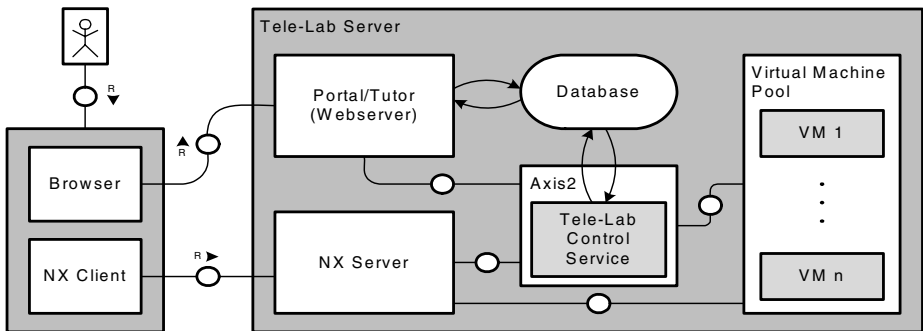 R
Browser
NX Client
R
R
Tele-Lab Server
Portal/Tutor
(Webserver)
Database
NX Server
Axis2
Tele-Lab
Control
Service
Virtual Machine
Pool
VM 1
VM n